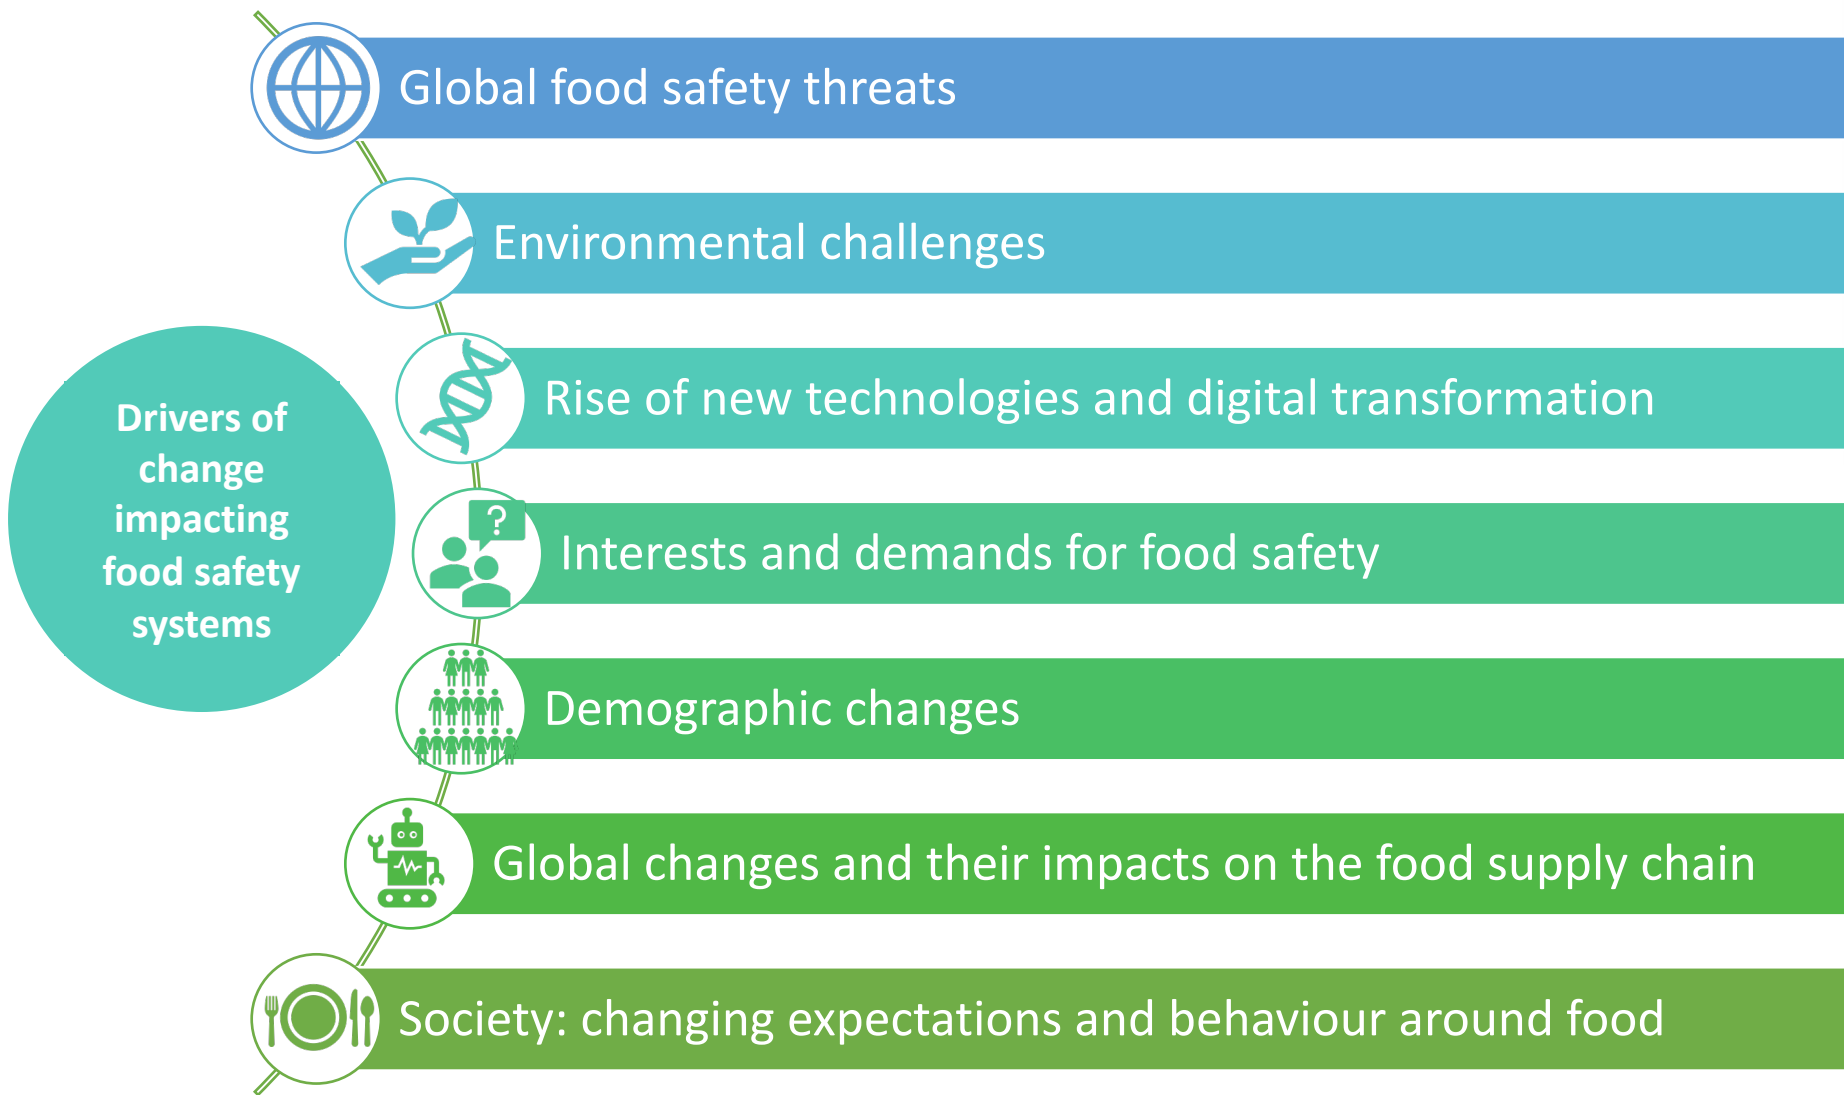 Global food safety threats
Environmental challenges
Rise of new technologies and digital transformation
Drivers of
change
impacting
food safety
systems
?
Interests and demands for food safety
Demographic changes
Global changes and their impacts on the food supply chain
Society: changing expectations and behaviour around food